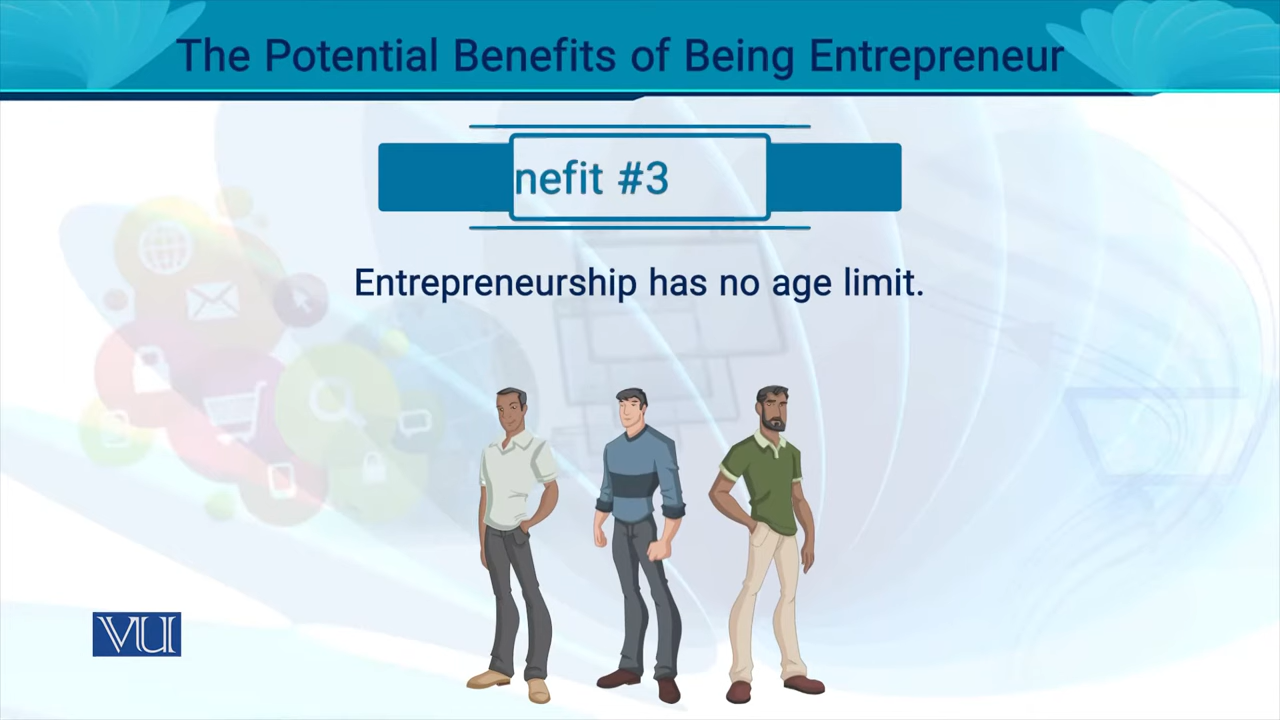 The Potential Benefits of Being Entrepreneur
nefit #3
Entrepreneurship has no age limit.
VU